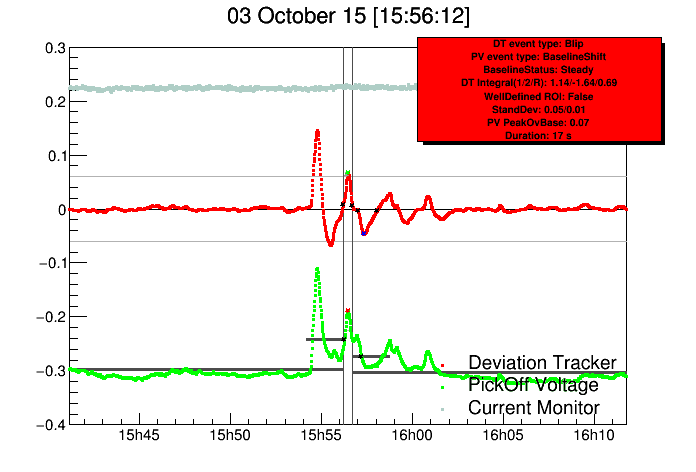 03 October 15 [15:56:12]
DT event type: Blip
PV event type: BaselineShift
BaselineStatus: Steady
DT Integral(1/2/R): 1.14/-1.64/0.69
WellDefined ROI: False
StandDev: 0.05/0.01
PV PeakOvBase: 0.07
Duration: 17 s
0.3
0.2
0.1
0
−0.1
−0.2
−0.3
−0.4
Deviation Tracker
PickOff Voltage
Current Monitor
15h45
15h50
15h55
16h00
16h05
16h10